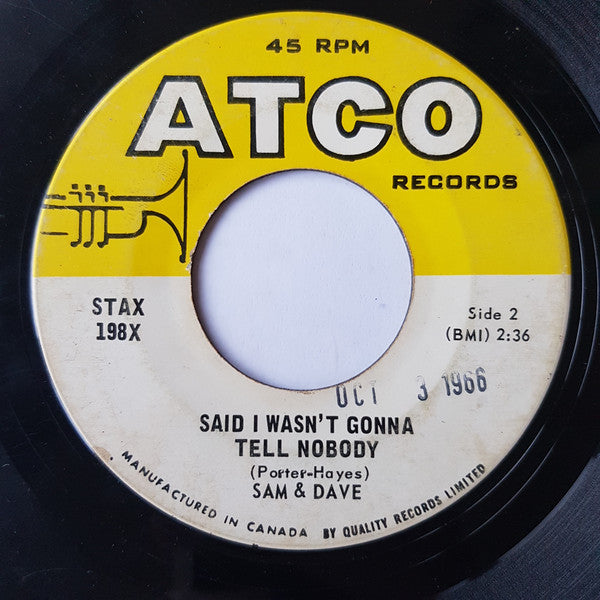 45 RPM
ATCO
RECORDS
STAX
198X
Side 2
(BMI) 2:36
OCT 3 1966
SAID I WASN'T GONNA
TELL NOBODY
(Porter-Hayes)
SAM & DAVE
MANUFACTURED IN CANADA BY QUALITY RECORDS LIMITED